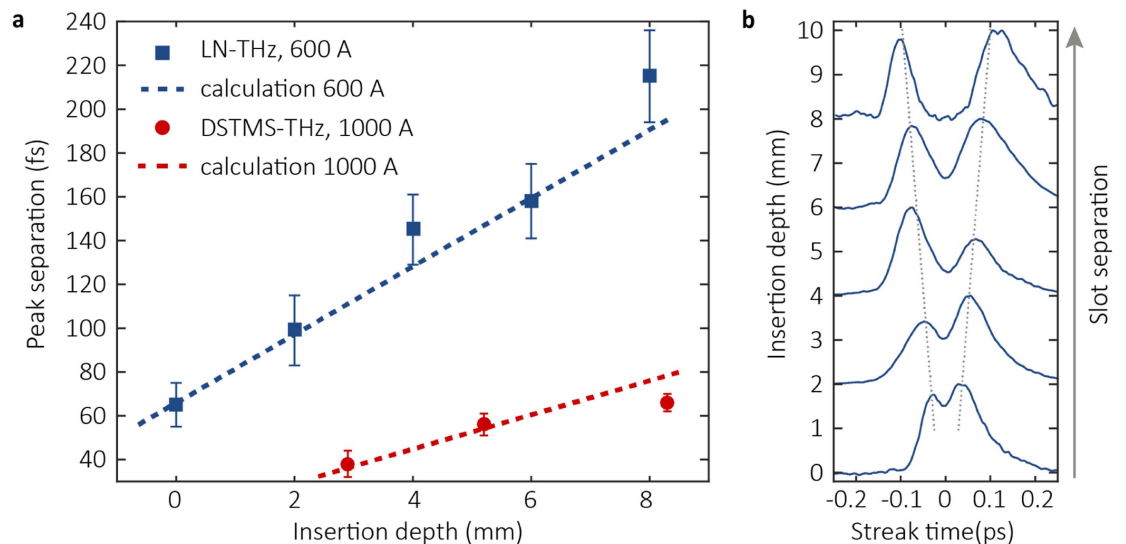 a
240
220
200
180
160
140
120
100
80
60
40
Peak separation (fs)
LN-THz, 600 A
calculation 600 A
DSTMS-THz, 1000 A
calculation 1000 A
0 2 4 6 8
Insertion depth (mm)
b
10
9
8
7
6
5
4
3
2
1
0
Insertion depth (mm)
-0.2 -0.1 0 0.1 0.2
Streak time(ps)
Slot separation